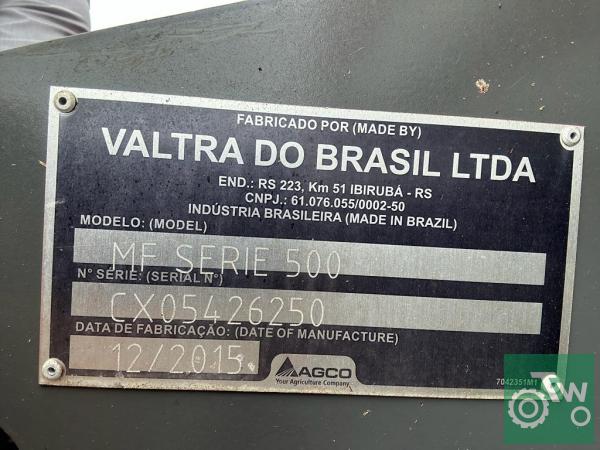 FABRICADO POR (MADE BY)
VALTRA DO BRASIL LTDA
END.: RS 223, Km 51 IBIRUBÁ - RS
CNPJ.: 61.076.055/0002-50
INDÚSTRIA BRASILEIRA (MADE IN BRAZIL)
MODELO: (MODEL)
MF SERIE 500
N° SÉRIE: (SERIAL N°)
CX05426250
DATA DE FABRICAÇÃO: (DATE OF MANUFACTURE)
12/2015
AGCO
Your Agriculture Company
7042351M1